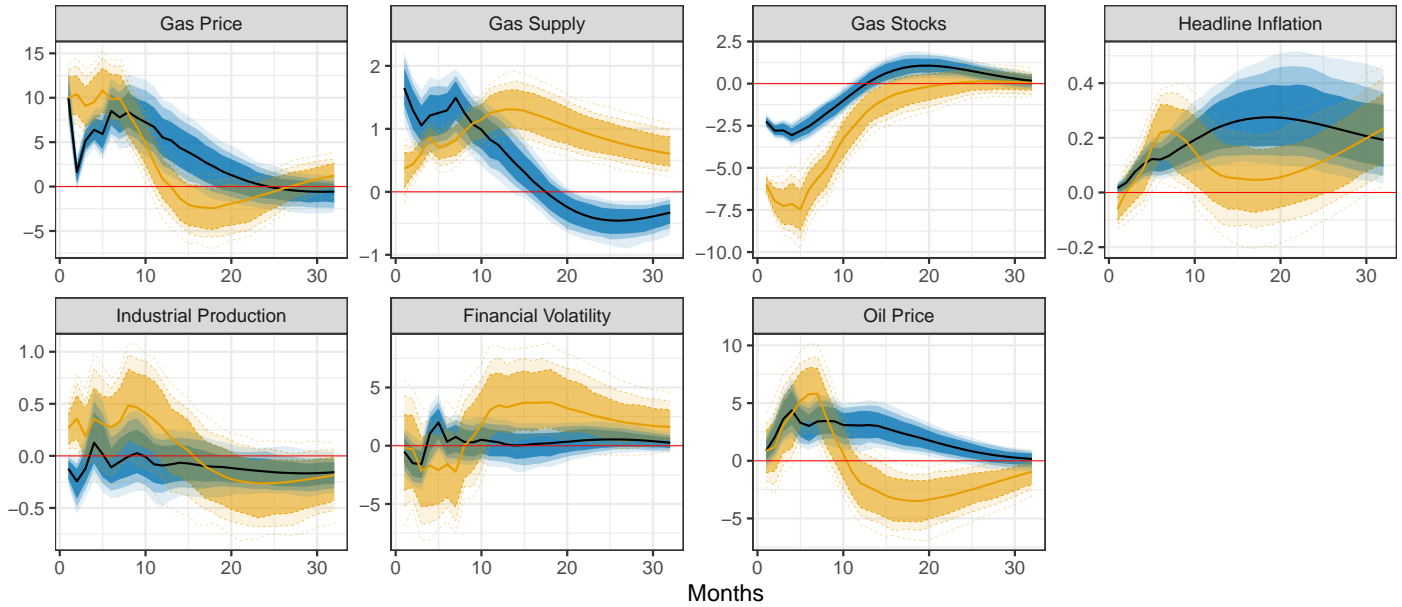 Gas Price
15
10
5
0
−5
0 10 20 30
Gas Supply
2
1
0
−1
0 10 20 30
Gas Stocks
2.5
0.0
−2.5
−5.0
−7.5
−10.0
0 10 20 30
Headline Inflation
0.4
0.2
0.0
−0.2
0 10 20 30
Industrial Production
1.0
0.5
0.0
−0.5
0 10 20 30
Financial Volatility
5
0
−5
0 10 20 30
Oil Price
10
5
0
−5
0 10 20 30
Months